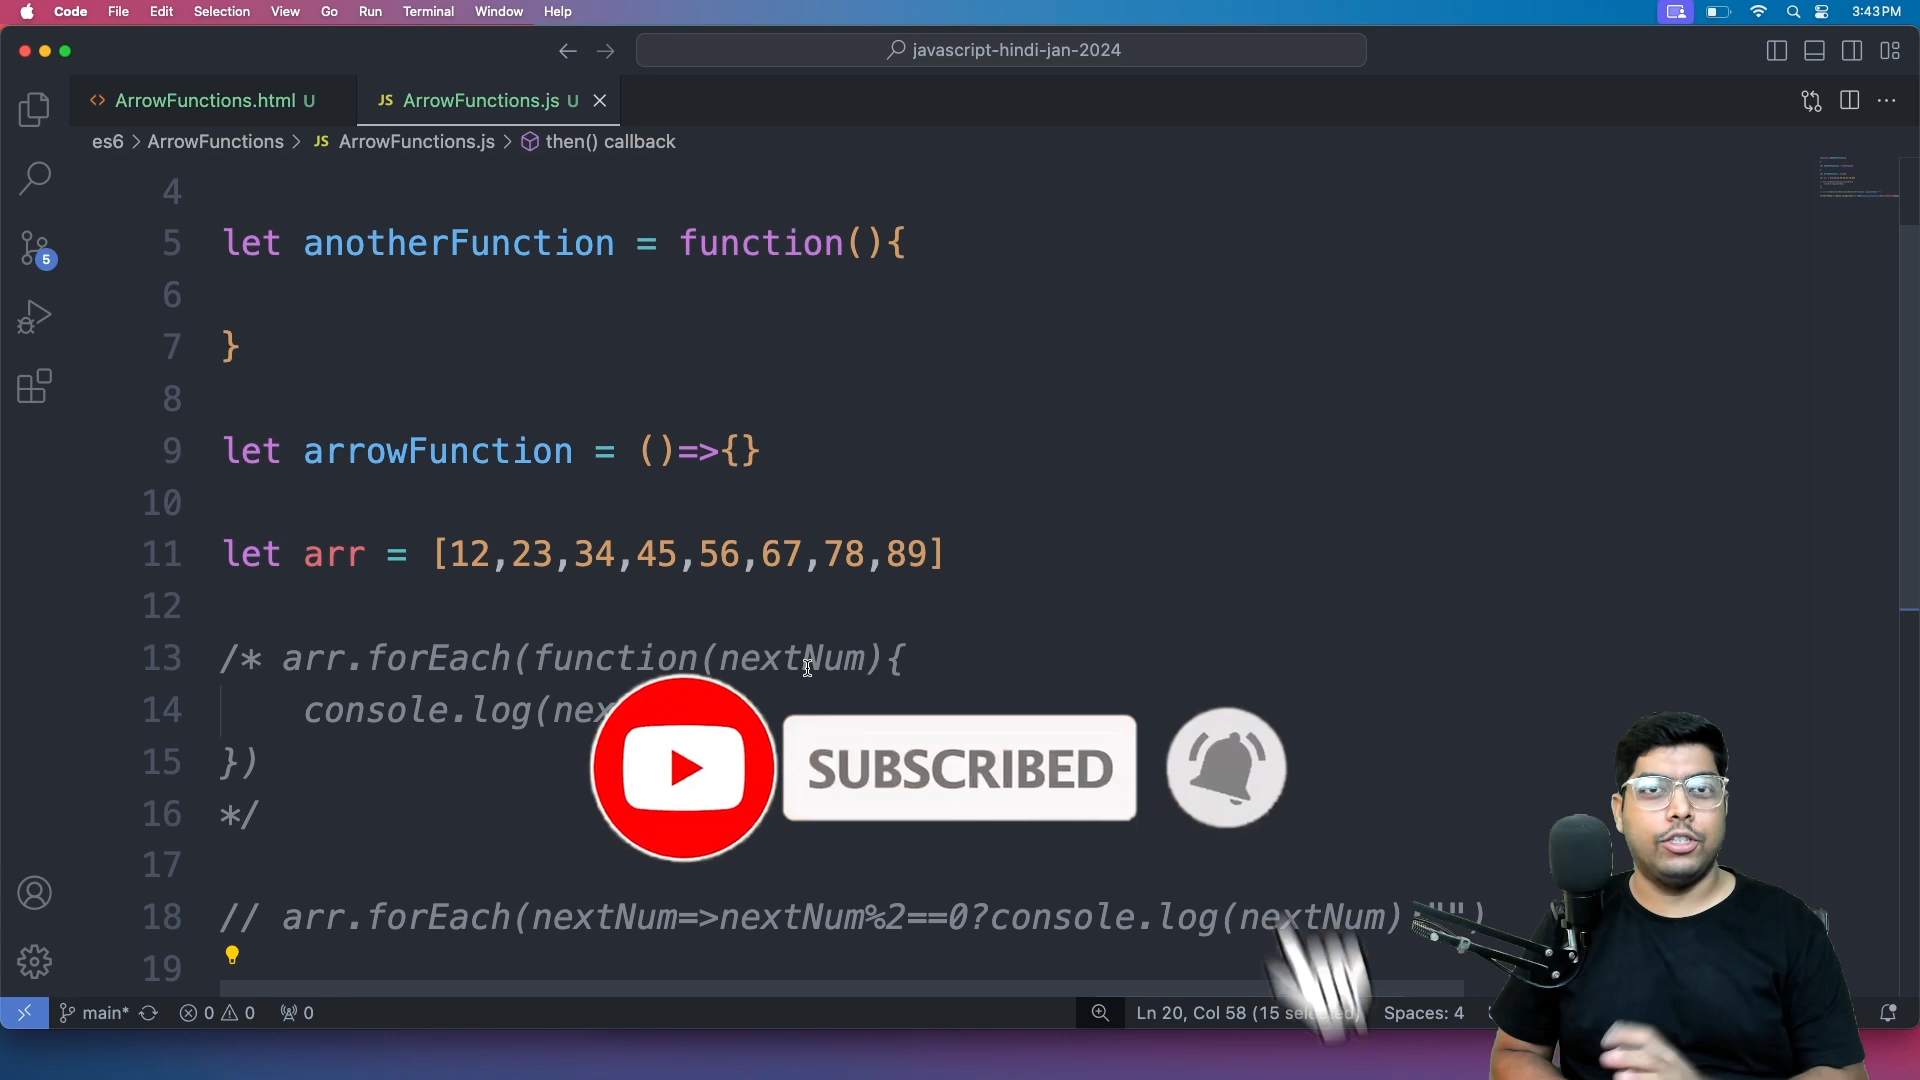 Code File Edit Selection View Go Run Terminal Window Help 3:43 PM
javascript-hindi-jan-2024
ArrowFunctions.html U JS ArrowFunctions.js U
es6 > ArrowFunctions > JS ArrowFunctions.js > then() callback
4
5 let anotherFunction = function(){
6
7 }
8
9 let arrowFunction = ()=>{}
10
11 let arr = [12,23,34,45,56,67,78,89]
12
13 /* arr.forEach(function(nextNum){
14 console.log(nex
15 })
16 */
17
18 // arr.forEach(nextNum=>nextNum%2==0?console.log(nextNum)
19
5
SUBSCRIBED
main* 0 0 0 Ln 20, Col 58 (15 Spaces: 4